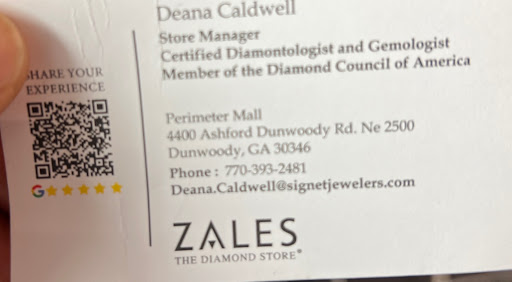 Deana Caldwell
Store Manager
Certified Diamontologist and Gemologist
Member of the Diamond Council of America
SHARE YOUR
EXPERIENCE
Perimeter Mall
4400 Ashford Dunwoody Rd. Ne 2500
Dunwoody, GA 30346
Phone : 770-393-2481
Deana.Caldwell@signetjewelers.com
G
ZALES
THE DIAMOND STORE®